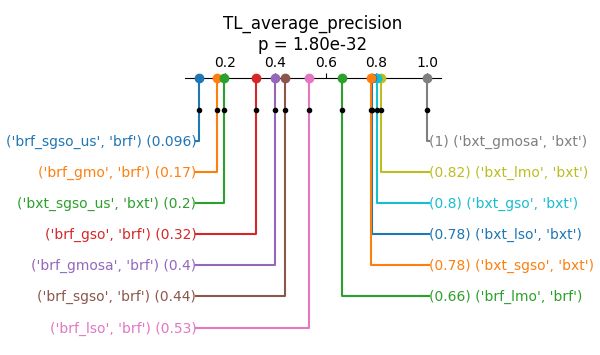 TL_average_precision
p = 1.80e-32
0.2 0.4 0.6 0.8 1.0
('brf_sgso_us', 'brf') (0.096) (1) ('bxt_gmosa', 'bxt')
('brf_gmo', 'brf') (0.17) (0.82) ('bxt_lmo', 'bxt')
('bxt_sgso_us', 'bxt') (0.2) (0.8) ('bxt_gso', 'bxt')
('brf_gso', 'brf') (0.32) (0.78) ('bxt_lso', 'bxt')
('brf_gmosa', 'brf') (0.4) (0.78) ('bxt_sgso', 'bxt')
('brf_sgso', 'brf') (0.44) (0.66) ('brf_lmo', 'brf')
('brf_lso', 'brf') (0.53)